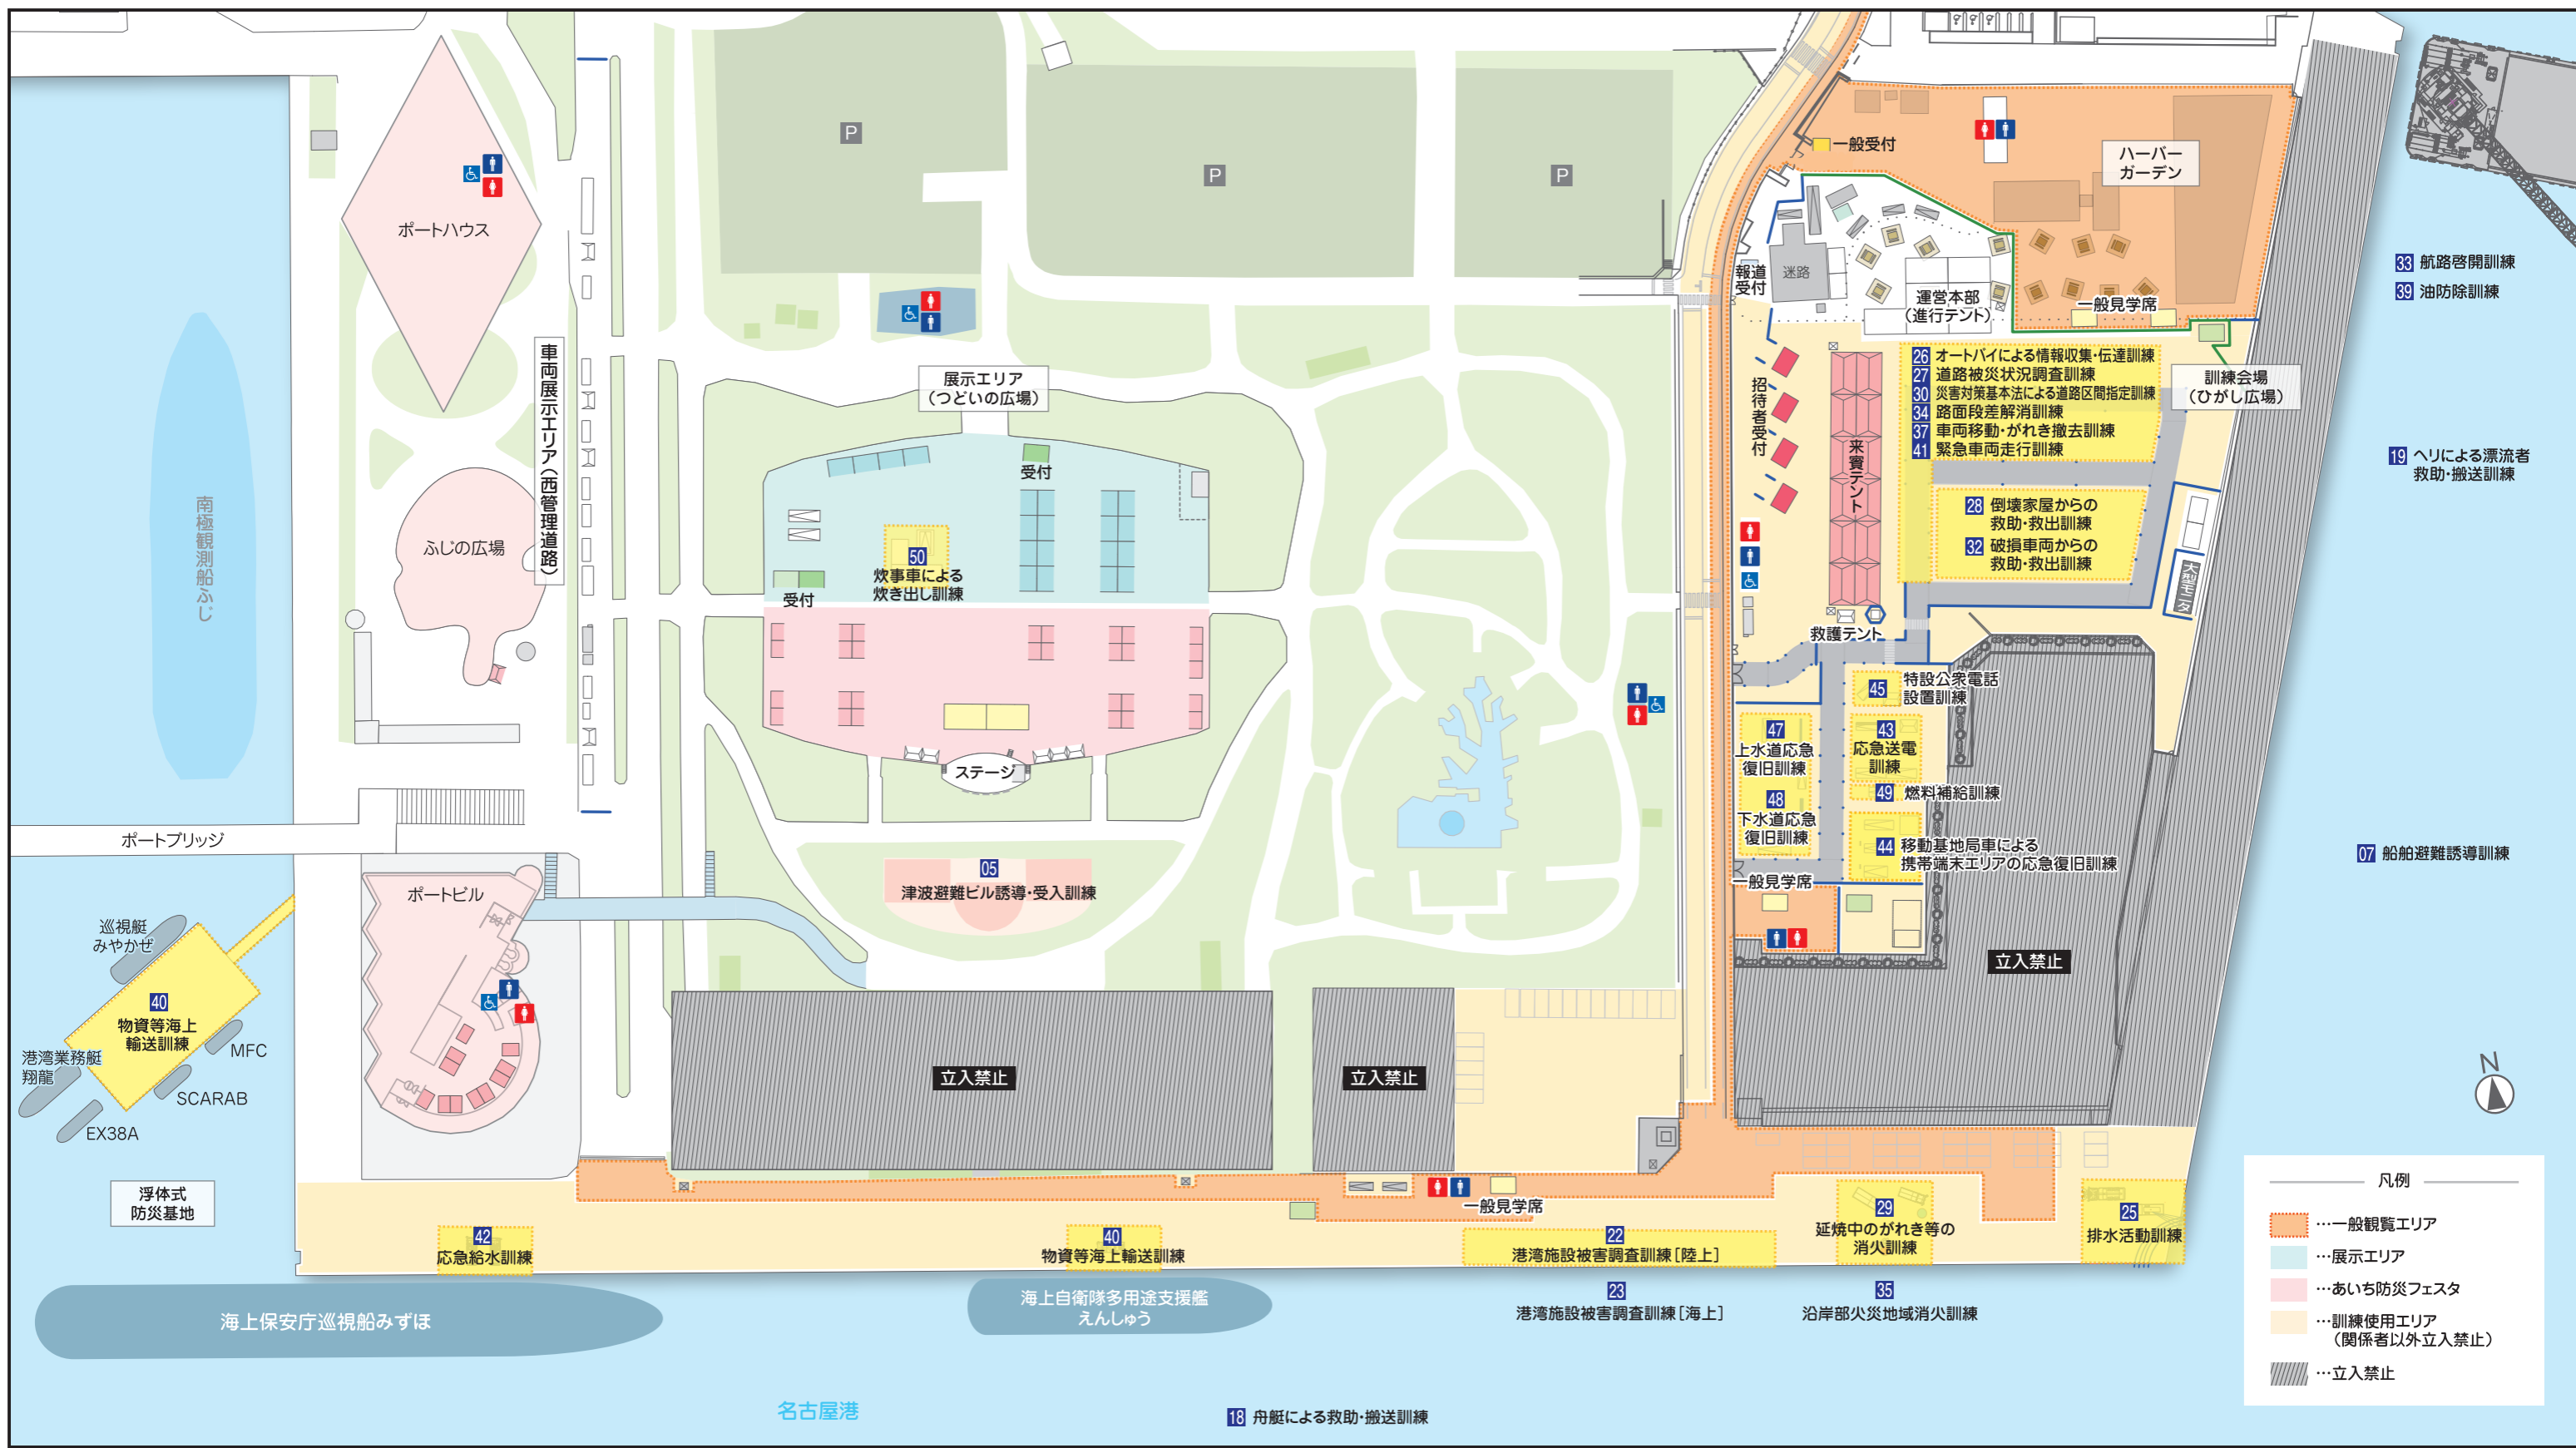 P
P
P
ポートハウス
車両展示エリア（西管理道路）
ふじの広場
南極観測船ふじ
ポートブリッジ
ポートビル
巡視艇
みやかぜ
40
物資等海上
輸送訓練
港湾業務艇
翔龍
MFC
SCARAB
EX38A
浮体式
防災基地
展示エリア
（つどいの広場）
受付
受付
50
炊事車による
炊き出し訓練
ステージ
05
津波避難ビル誘導・受入訓練
立入禁止
立入禁止
一般受付
ハーバー
ガーデン
報道
受付
迷路
運営本部
（進行テント）
一般見学席
招待者受付
来賓テント
26 オートバイによる情報収集・伝達訓練
27 道路被災状況調査訓練
30 災害対策基本法による道路区間指定訓練
34 路面段差解消訓練
37 車両移動・がれき撤去訓練
41 緊急車両走行訓練
訓練会場
（ひがし広場）
28 倒壊家屋からの
救助・救出訓練
32 破損車両からの
救助・救出訓練
大型モニタ
救護テント
45 特設公衆電話
設置訓練
47
上水道応急
復旧訓練
43
応急送電
訓練
48
下水道応急
復旧訓練
49 燃料補給訓練
44 移動基地局車による
携帯端末エリアの応急復旧訓練
一般見学席
立入禁止
33 航路啓開訓練
39 油防除訓練
19 ヘリによる漂流者
救助・搬送訓練
07 船舶避難誘導訓練
N
一般見学席
42
応急給水訓練
40
物資等海上輸送訓練
22
港湾施設被害調査訓練［陸上］
29
延焼中のがれき等の
消火訓練
25
排水活動訓練
海上保安庁巡視船みずほ
海上自衛隊多用途支援艦
えんしゅう
23
港湾施設被害調査訓練［海上］
35
沿岸部火災地域消火訓練
名古屋港
18 舟艇による救助・搬送訓練
凡例
…一般観覧エリア
…展示エリア
…あいち防災フェスタ
…訓練使用エリア
（関係者以外立入禁止）
…立入禁止